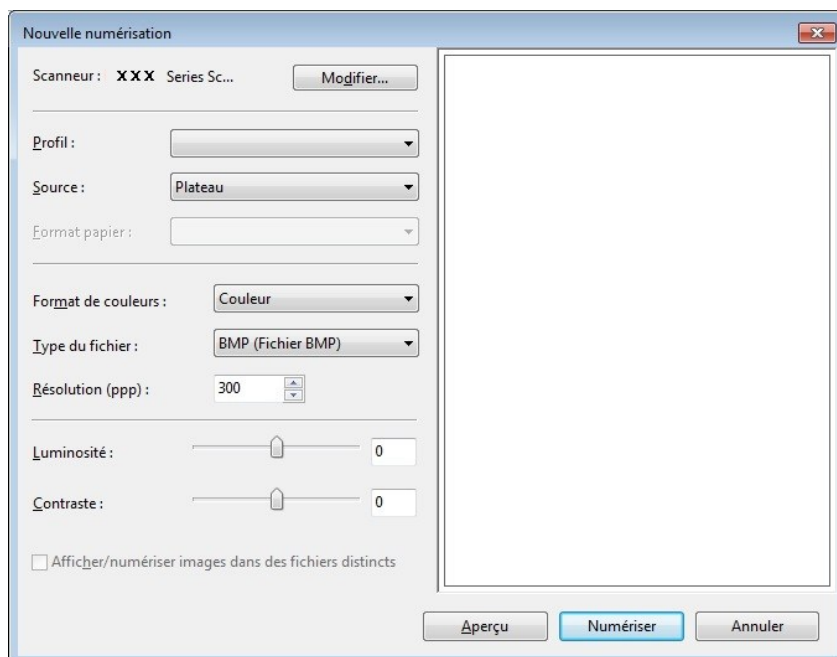 Nouvelle numérisation
Scanneur : XXX Series Sc... Modifier...
Profil :
Source : Plateau
Format papier :
Format de couleurs : Couleur
Type du fichier : BMP (Fichier BMP)
Résolution (ppp) : 300
Luminosité : 0
Contraste : 0
Afficher/numériser images dans des fichiers distincts
Aperçu Numériser Annuler